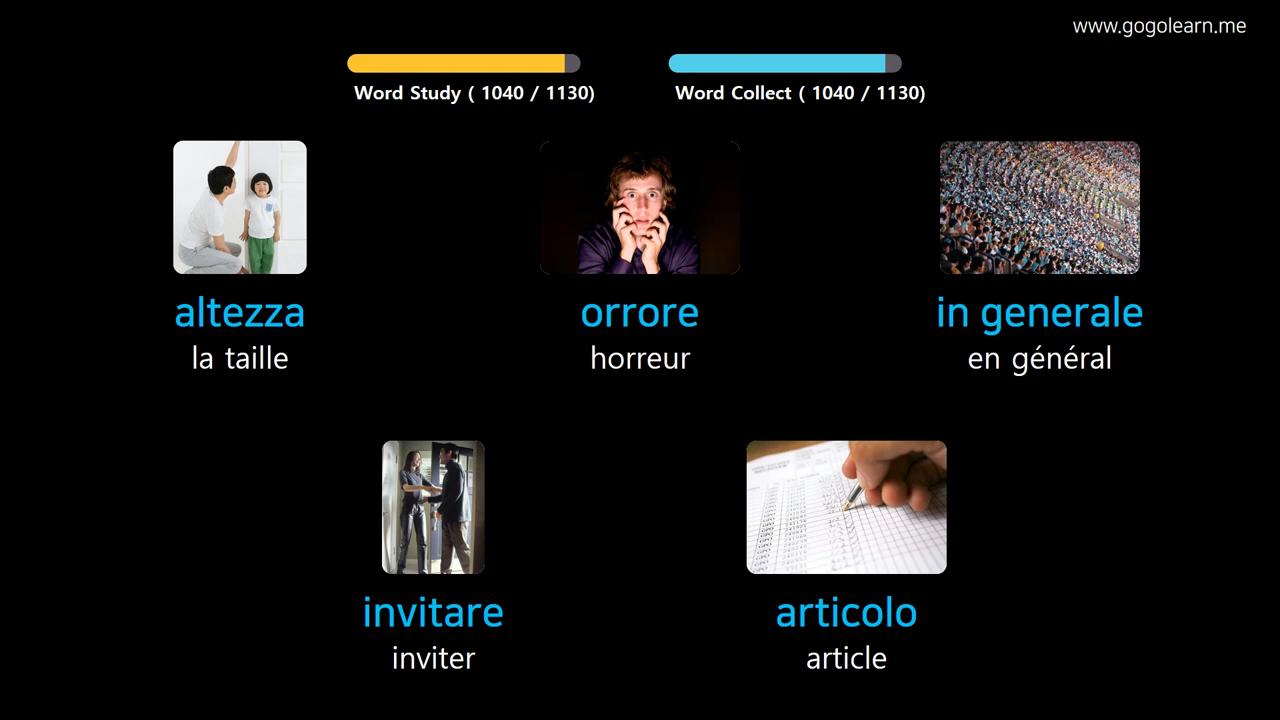 www.gogolearn.me
Word Study ( 1040 / 1130)
Word Collect ( 1040 / 1130)
altezza
la taille
orrore
horreur
in generale
en général
invitare
inviter
articolo
article